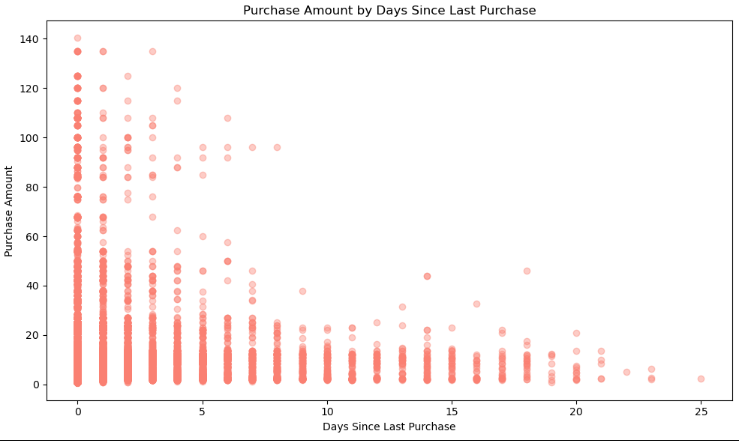 Purchase Amount by Days Since Last Purchase
140
120
100
80
60
40
20
0
Purchase Amount
0 5 10 15 20 25
Days Since Last Purchase